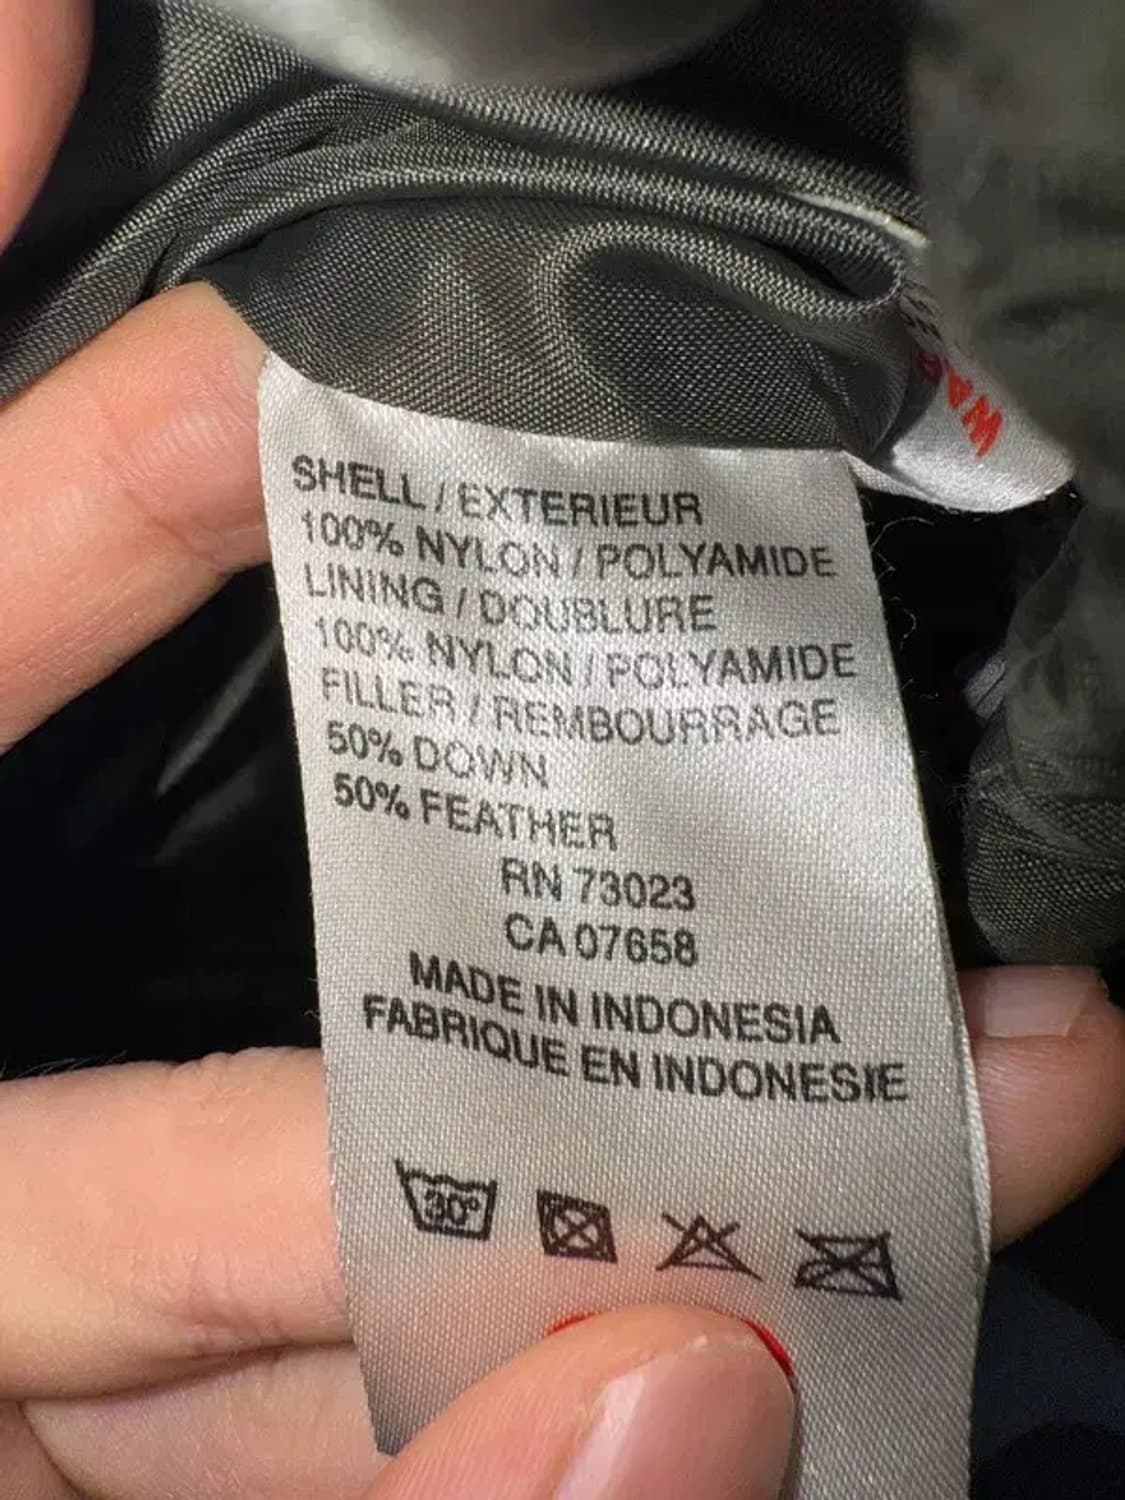 SHELL / EXTERIEUR
100% NYLON / POLYAMIDE
LINING / DOUBLURE
100% NYLON / POLYAMIDE
FILLER / REMBOURRAGE
50% DOWN
50% FEATHER
RN 73023
CA 07658
MADE IN INDONESIA
FABRIQUE EN INDONESIE
30°